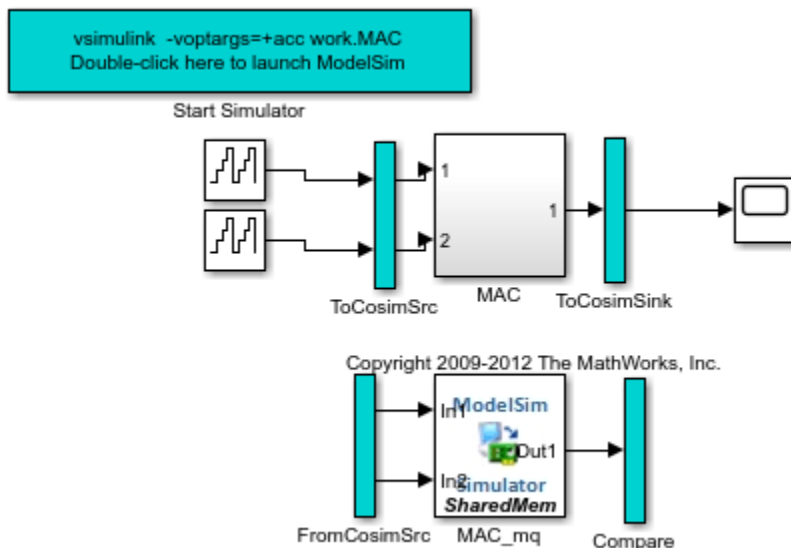 vsimulink -voptargs=+acc work.MAC
Double-click here to launch ModelSim
Start Simulator
1
2
1
ToCosimSrc
MAC
ToCosimSink
Copyright 2009-2012 The MathWorks, Inc.
In1
ModelSim
Out1
In2
Simulator
SharedMem
FromCosimSrc
MAC_mq
Compare